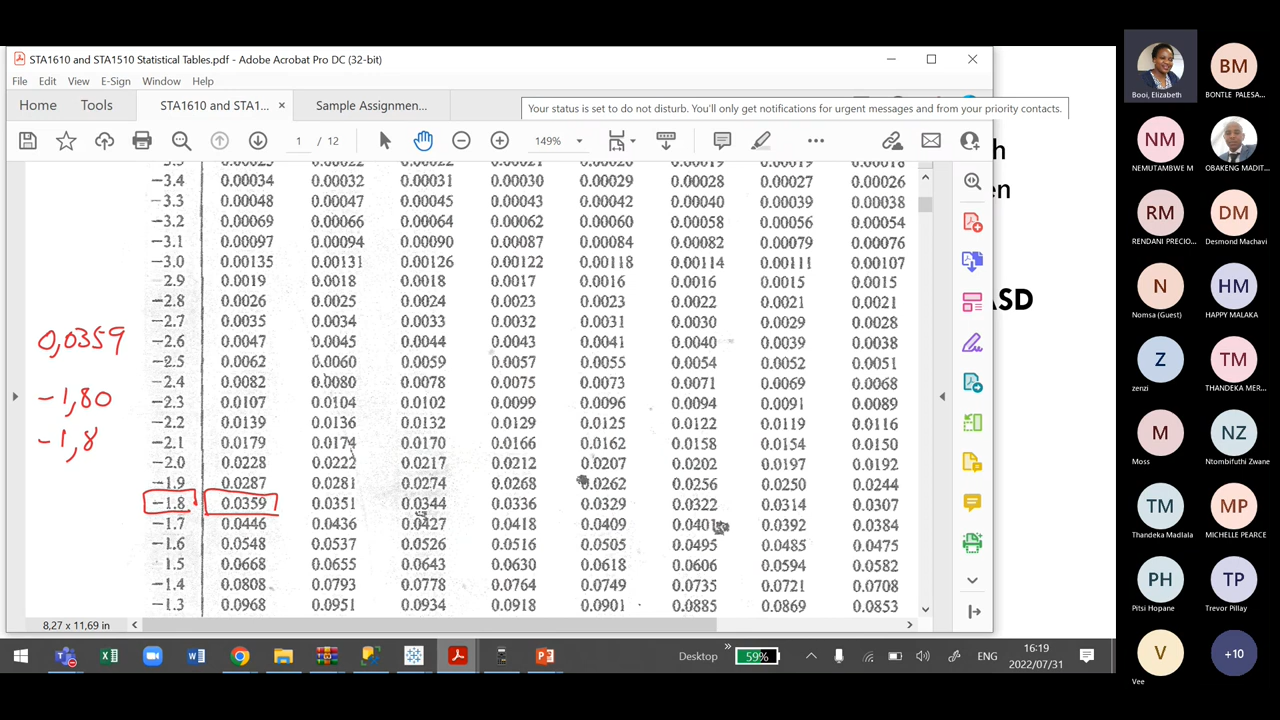 STA1610 and STA1510 Statistical Tables.pdf - Adobe Acrobat Pro DC (32-bit)
File Edit View E-Sign Window Help
Home Tools STA1610 and STA1... × Sample Assignmen...
Your status is set to do not disturb. You'll only get notifications for urgent messages and from your priority contacts.
1 / 12 149%
−3.4 0.00034 0.00032 0.00031 0.00030 0.00029 0.00028 0.00027 0.00026
−3.3 0.00048 0.00047 0.00045 0.00043 0.00042 0.00040 0.00039 0.00038
−3.2 0.00069 0.00066 0.00064 0.00062 0.00060 0.00058 0.00056 0.00054
−3.1 0.00097 0.00094 0.00090 0.00087 0.00084 0.00082 0.00079 0.00076
−3.0 0.00135 0.00131 0.00126 0.00122 0.00118 0.00114 0.00111 0.00107
−2.9 0.0019 0.0018 0.0018 0.0017 0.0016 0.0016 0.0015 0.0015
−2.8 0.0026 0.0025 0.0024 0.0023 0.0023 0.0022 0.0021 0.0021
−2.7 0.0035 0.0034 0.0033 0.0032 0.0031 0.0030 0.0029 0.0028
−2.6 0.0047 0.0045 0.0044 0.0043 0.0041 0.0040 0.0039 0.0038
−2.5 0.0062 0.0060 0.0059 0.0057 0.0055 0.0054 0.0052 0.0051
−2.4 0.0082 0.0080 0.0078 0.0075 0.0073 0.0071 0.0069 0.0068
−2.3 0.0107 0.0104 0.0102 0.0099 0.0096 0.0094 0.0091 0.0089
−2.2 0.0139 0.0136 0.0132 0.0129 0.0125 0.0122 0.0119 0.0116
−2.1 0.0179 0.0174 0.0170 0.0166 0.0162 0.0158 0.0154 0.0150
−2.0 0.0228 0.0222 0.0217 0.0212 0.0207 0.0202 0.0197 0.0192
−1.9 0.0287 0.0281 0.0274 0.0268 0.0262 0.0256 0.0250 0.0244
−1.8 0.0359 0.0351 0.0344 0.0336 0.0329 0.0322 0.0314 0.0307
−1.7 0.0446 0.0436 0.0427 0.0418 0.0409 0.0401 0.0392 0.0384
−1.6 0.0548 0.0537 0.0526 0.0516 0.0505 0.0495 0.0485 0.0475
−1.5 0.0668 0.0655 0.0643 0.0630 0.0618 0.0606 0.0594 0.0582
−1.4 0.0808 0.0793 0.0778 0.0764 0.0749 0.0735 0.0721 0.0708
−1.3 0.0968 0.0951 0.0934 0.0918 0.0901 0.0885 0.0869 0.0853
0,0359
-1,80
-1,8
8,27 x 11,69 in
h
en
ASD
Desktop » 59% ENG 16:19
2022/07/31
Booi, Elizabeth
BM
BONTLE PALESA...
NM
NEMUTAMBWE M
OBAKENG MADIT...
RM
RENDANI PRECIO...
DM
Desmond Machavi
N
Nomsa (Guest)
HM
HAPPY MALAKA
Z
zenzi
TM
THANDEKA MER...
M
Moss
NZ
Ntombifuthi Zwane
TM
Thandeka Madlala
MP
MICHELLE PEARCE
PH
Pitsi Hopane
TP
Trevor Pillay
V
Vee
+10